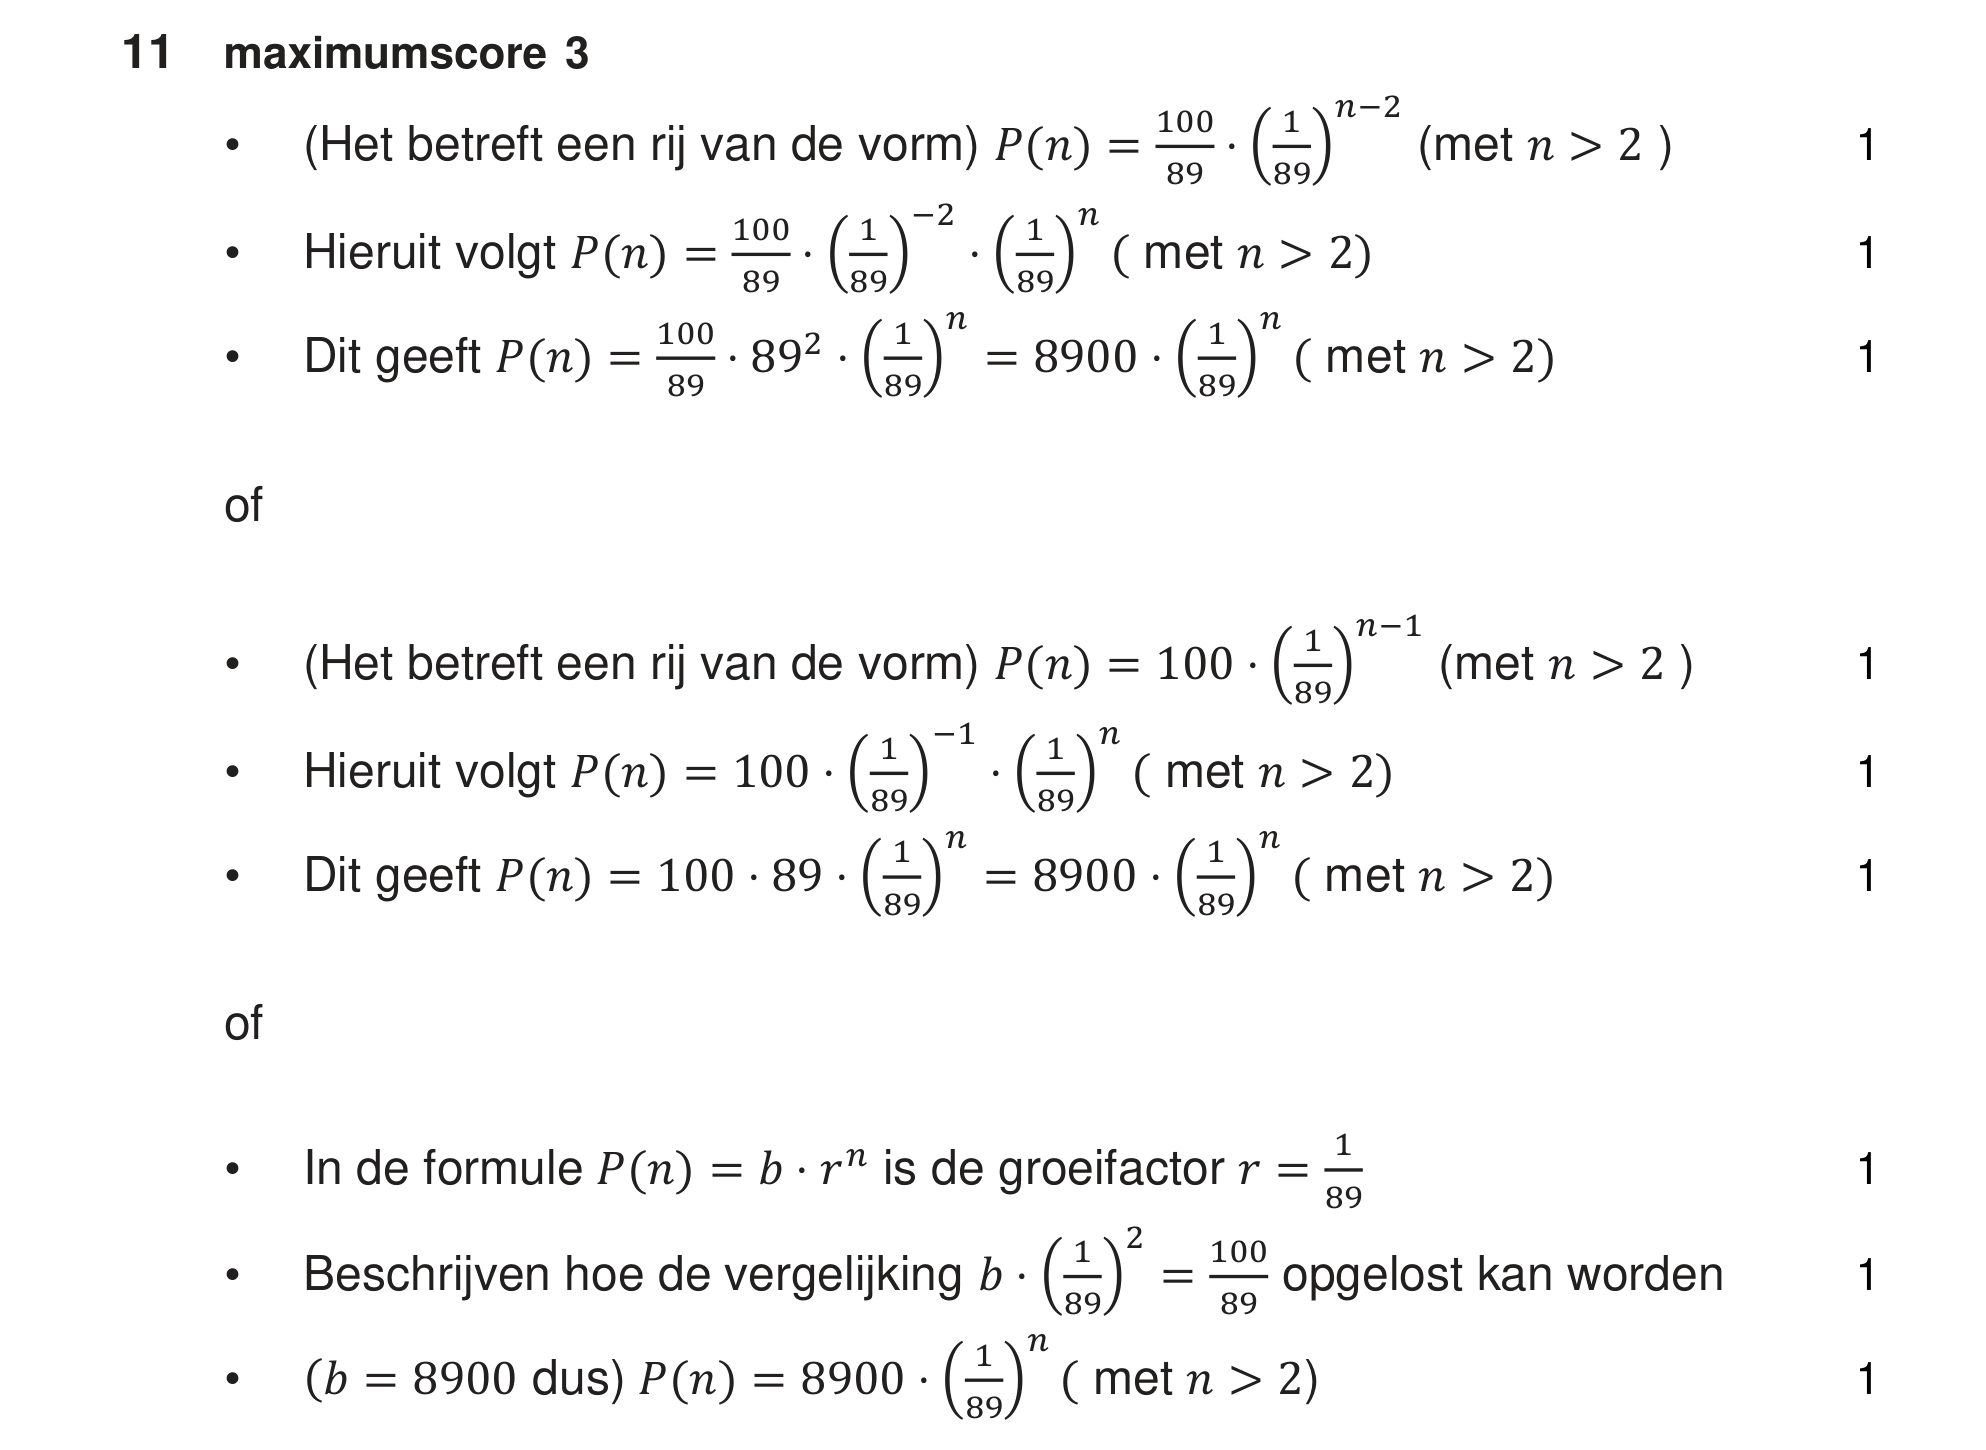 11 maximumscore 3
• (Het betreft een rij van de vorm) P(n) = 100/89 · (1/89)^(n−2) (met n > 2 ) 1
• Hieruit volgt P(n) = 100/89 · (1/89)^(−2) · (1/89)^n ( met n > 2) 1
• Dit geeft P(n) = 100/89 · 89² · (1/89)^n = 8900 · (1/89)^n ( met n > 2) 1
of
• (Het betreft een rij van de vorm) P(n) = 100 · (1/89)^(n−1) (met n > 2 ) 1
• Hieruit volgt P(n) = 100 · (1/89)^(−1) · (1/89)^n ( met n > 2) 1
• Dit geeft P(n) = 100 · 89 · (1/89)^n = 8900 · (1/89)^n ( met n > 2) 1
of
• In de formule P(n) = b · r^n is de groeifactor r = 1/89 1
• Beschrijven hoe de vergelijking b · (1/89)^2 = 100/89 opgelost kan worden 1
• (b = 8900 dus) P(n) = 8900 · (1/89)^n ( met n > 2) 1